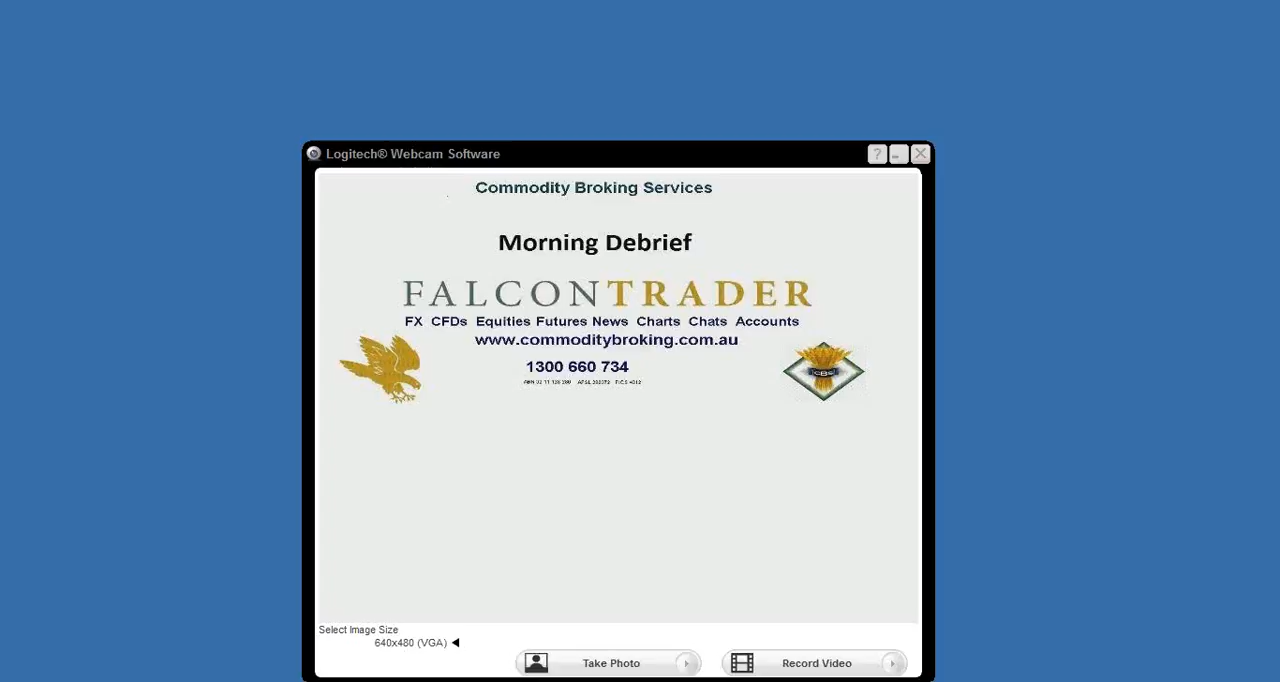 Logitech® Webcam Software
Commodity Broking Services
Morning Debrief
FALCONTRADER
FX CFDs Equities Futures News Charts Chats Accounts
www.commoditybroking.com.au
1300 660 734
CBS
Select Image Size
640x480 (VGA)
Take Photo
Record Video